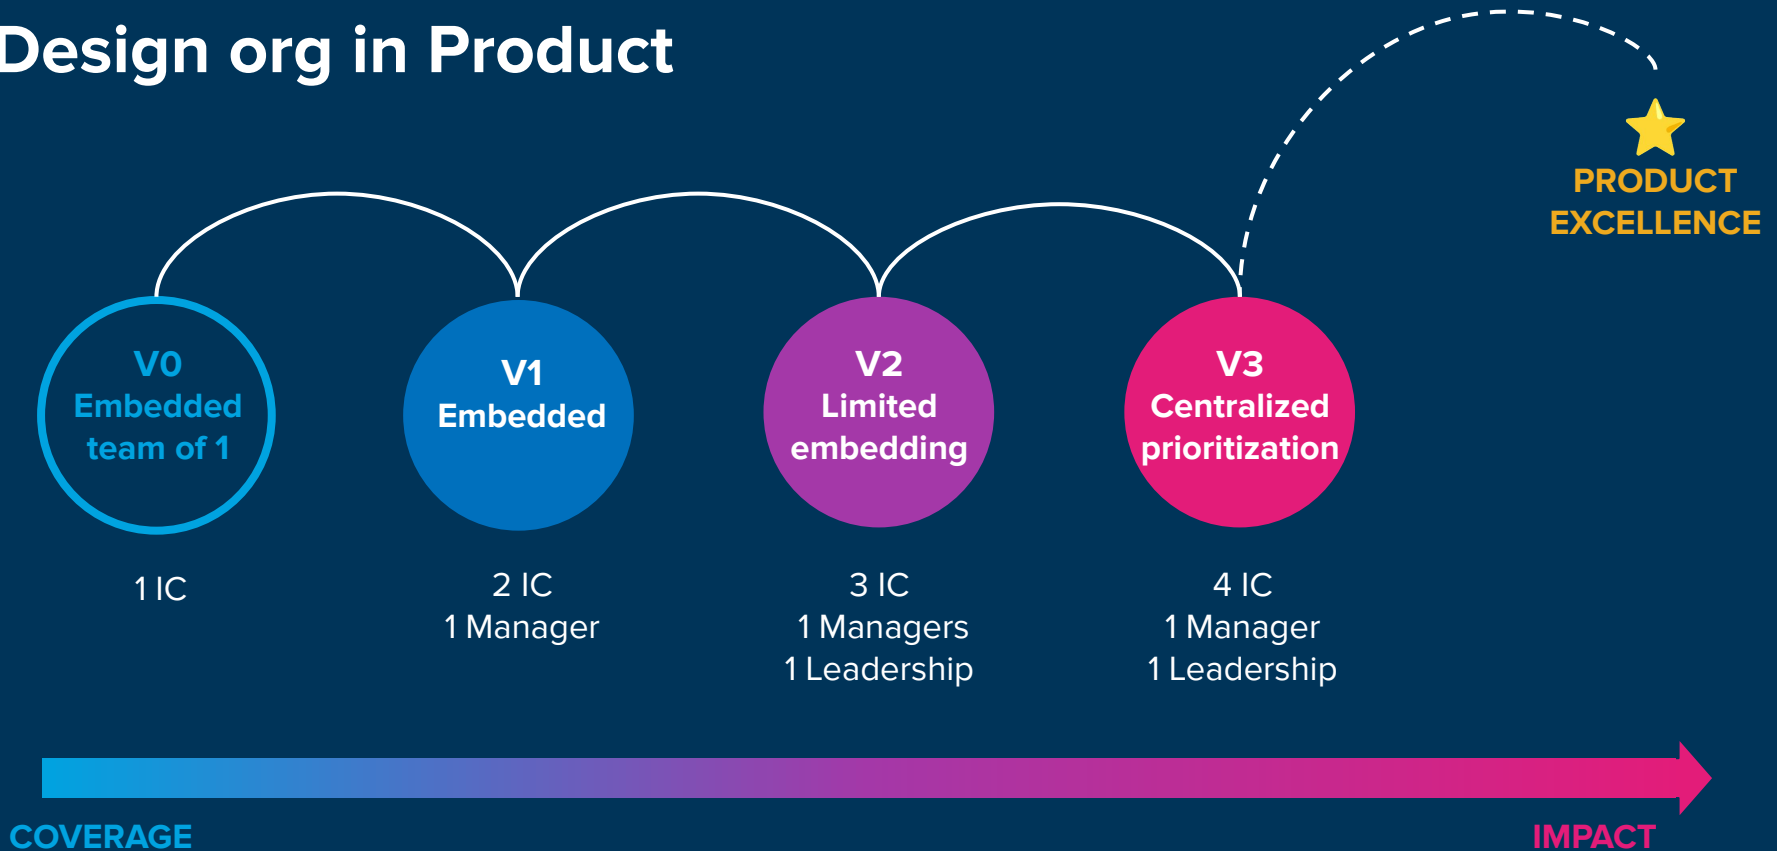 Design org in Product
PRODUCT
EXCELLENCE
V0
Embedded
team of 1
V1
Embedded
V2
Limited
embedding
V3
Centralized
prioritization
1 IC
2 IC
1 Manager
3 IC
1 Managers
1 Leadership
4 IC
1 Manager
1 Leadership
COVERAGE
IMPACT